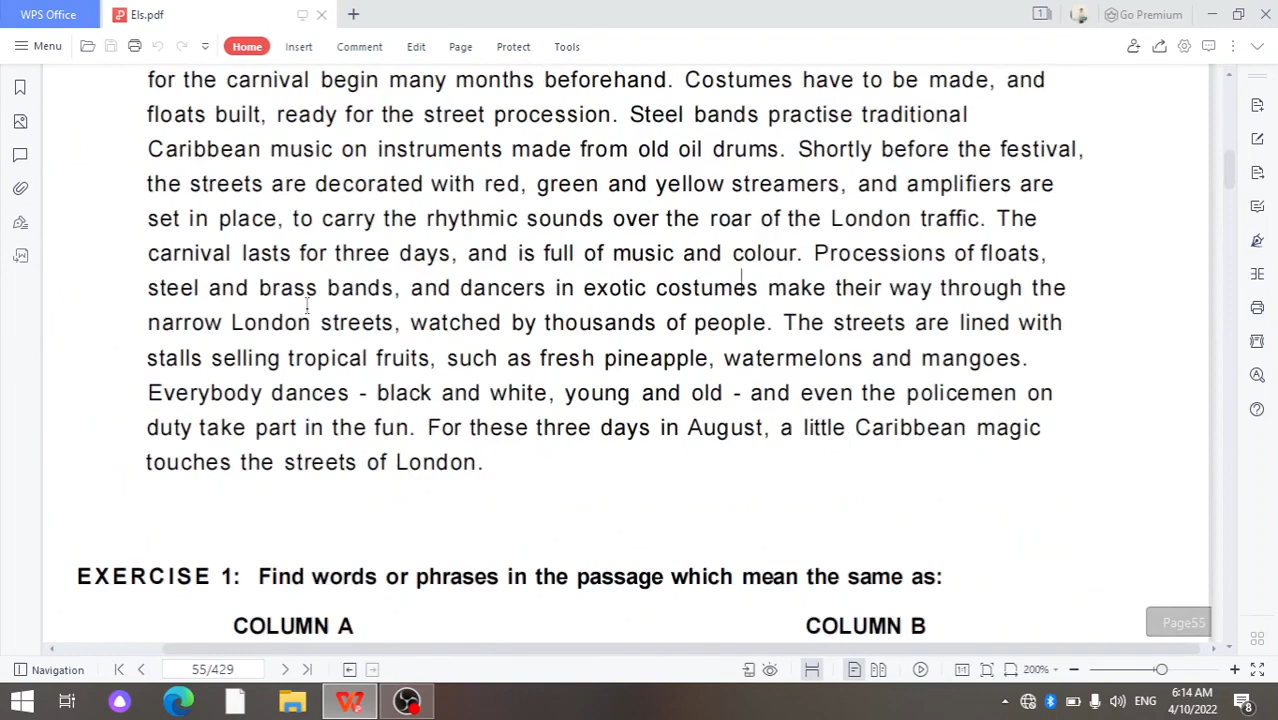 WPS Office
Els.pdf
1
Go Premium
Menu
Home
Insert
Comment
Edit
Page
Protect
Tools
for the carnival begin many months beforehand. Costumes have to be made, and
floats built, ready for the street procession. Steel bands practise traditional
Caribbean music on instruments made from old oil drums. Shortly before the festival,
the streets are decorated with red, green and yellow streamers, and amplifiers are
set in place, to carry the rhythmic sounds over the roar of the London traffic. The
carnival lasts for three days, and is full of music and colour. Processions of floats,
steel and brass bands, and dancers in exotic costumes make their way through the
narrow London streets, watched by thousands of people. The streets are lined with
stalls selling tropical fruits, such as fresh pineapple, watermelons and mangoes.
Everybody dances - black and white, young and old - and even the policemen on
duty take part in the fun. For these three days in August, a little Caribbean magic
touches the streets of London.
EXERCISE 1: Find words or phrases in the passage which mean the same as:
COLUMN A COLUMN B
Page55
Navigation
55/429
1:1
200%
ENG
6:14 AM
4/10/2022
8